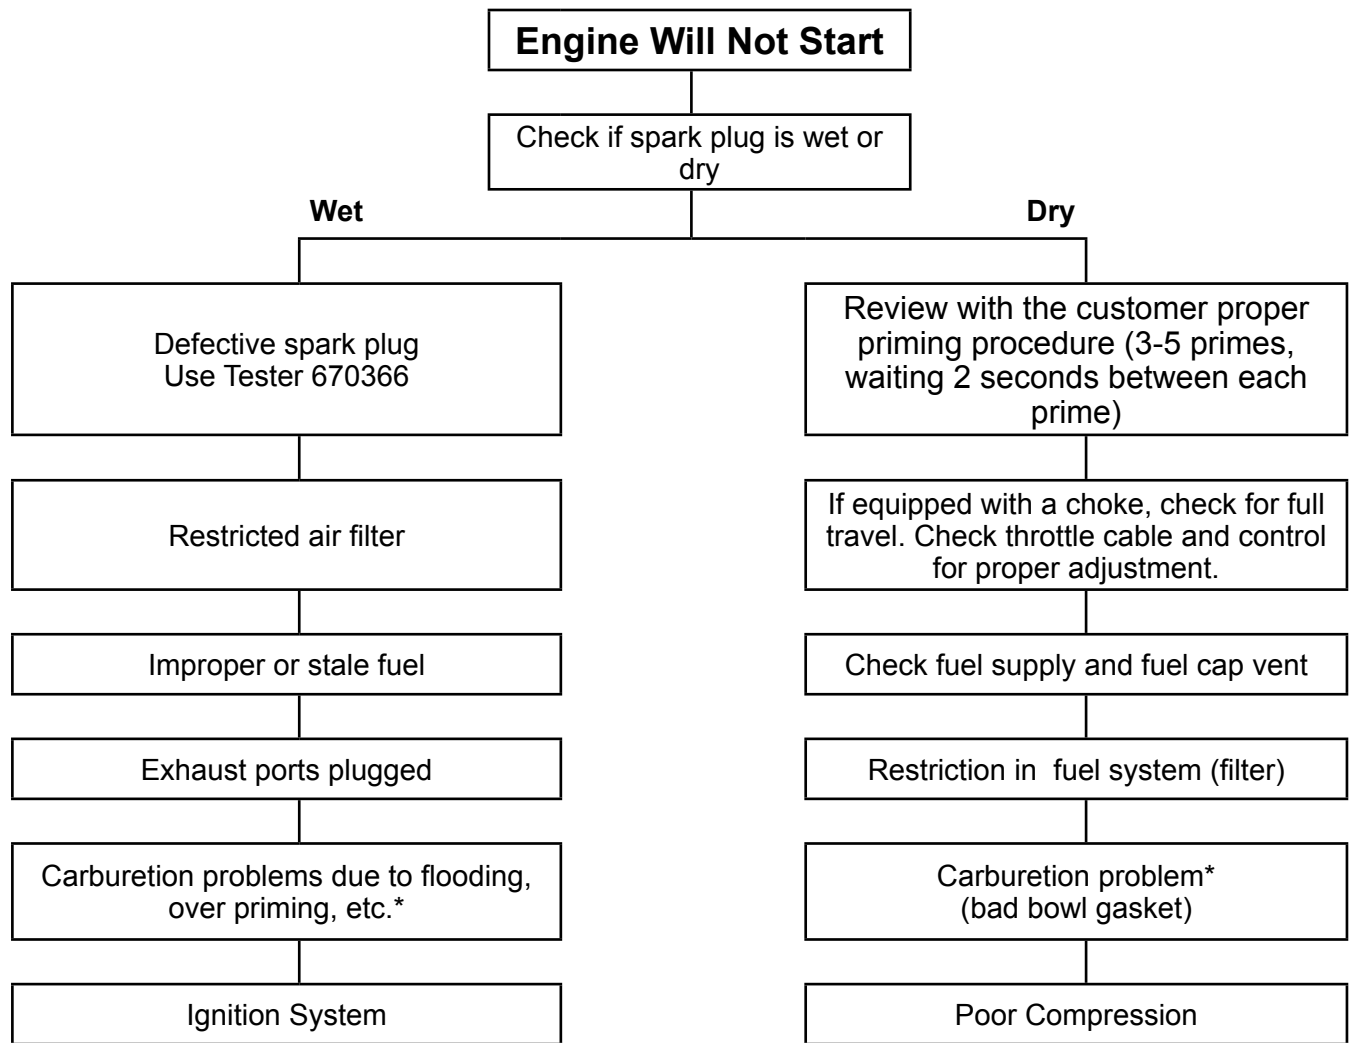 Engine Will Not Start
Check if spark plug is wet or
dry
Wet
Dry
Defective spark plug
Use Tester 670366
Restricted air filter
Improper or stale fuel
Exhaust ports plugged
Carburetion problems due to flooding,
over priming, etc.*
Ignition System
Review with the customer proper
priming procedure (3-5 primes,
waiting 2 seconds between each
prime)
If equipped with a choke, check for full
travel. Check throttle cable and control
for proper adjustment.
Check fuel supply and fuel cap vent
Restriction in  fuel system (filter)
Carburetion problem*
(bad bowl gasket)
Poor Compression